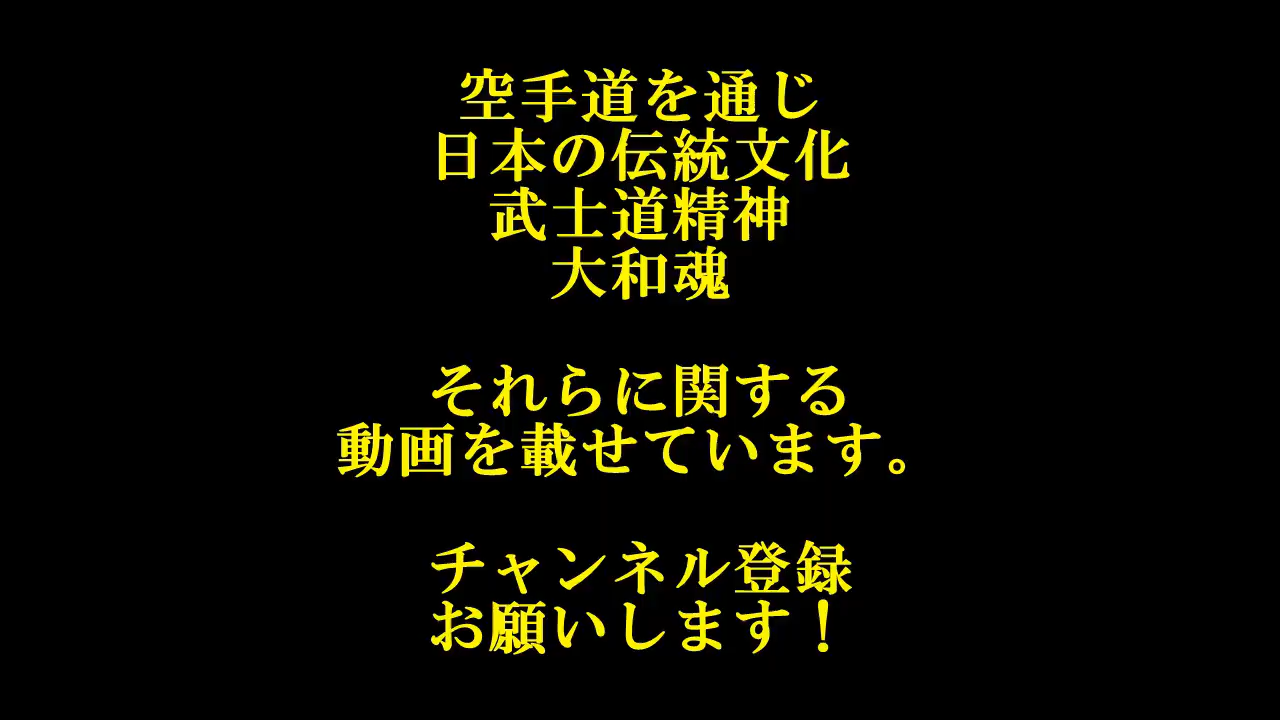 空手道を通じ
日本の伝統文化
武士道精神
大和魂
それらに関する
動画を載せています。
チャンネル登録
お願いします！